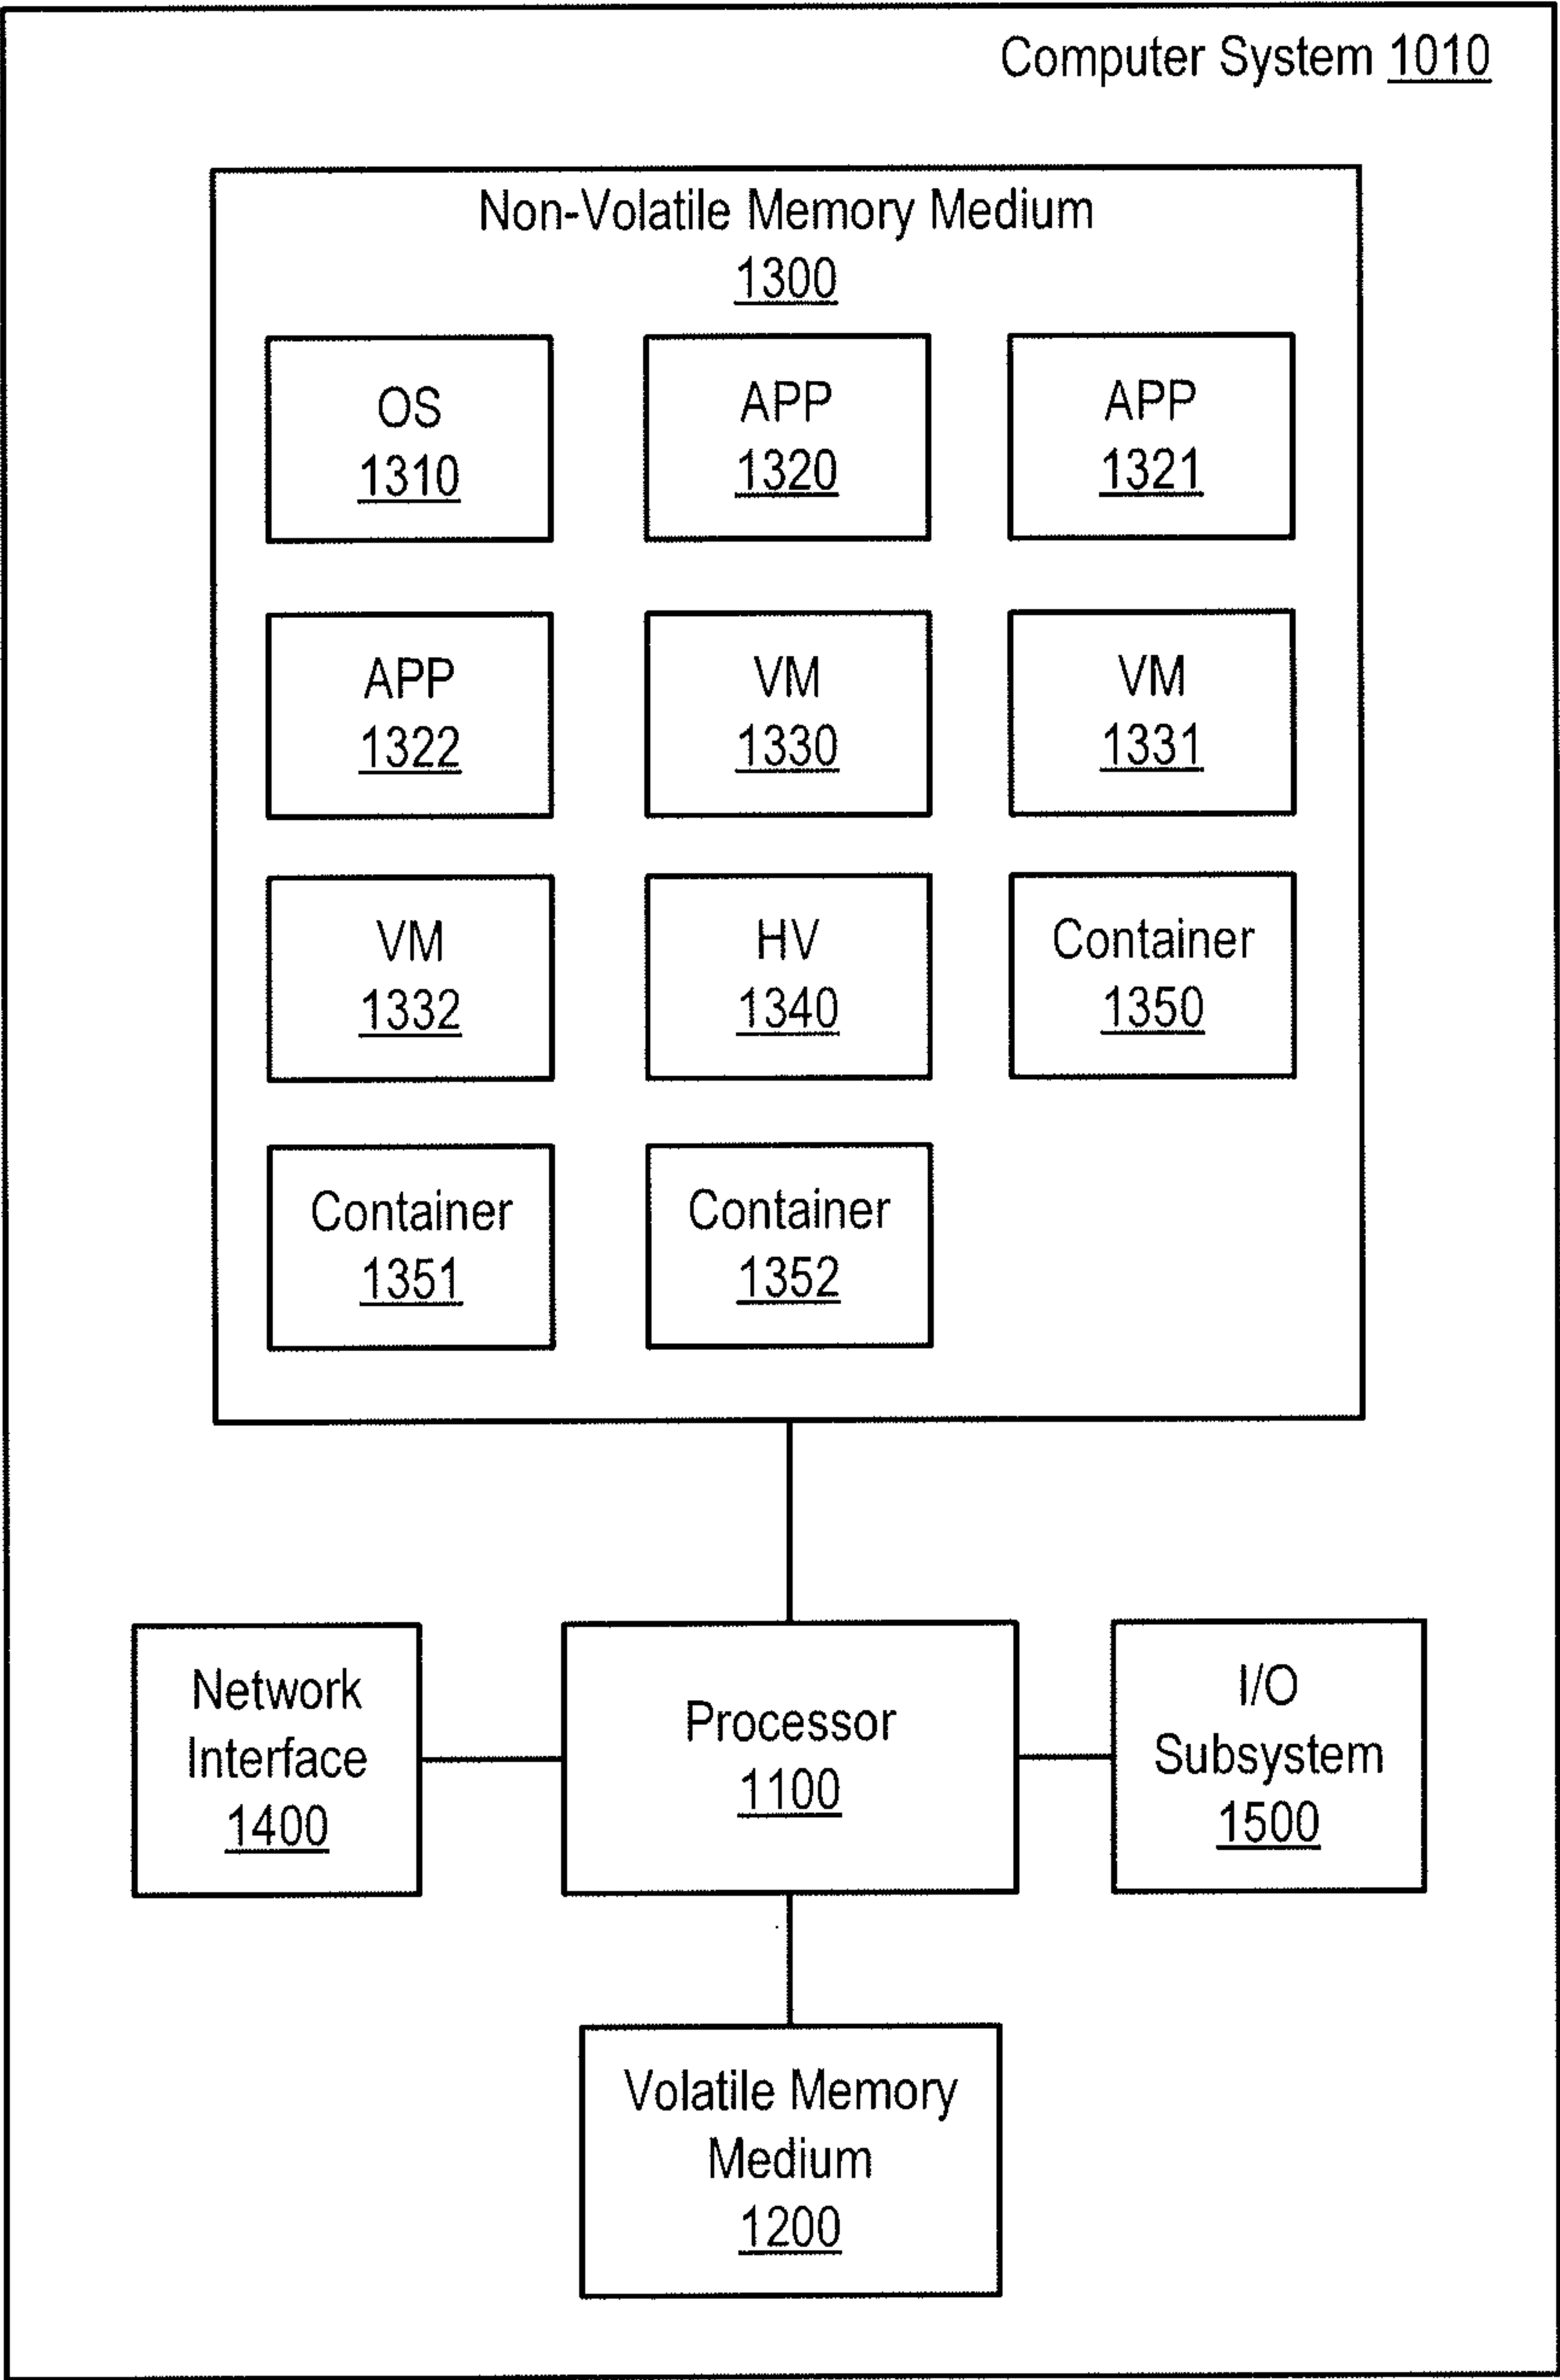 Computer System 1010
Non-Volatile Memory Medium
1300
OS
1310
APP
1320
APP
1321
APP
1322
VM
1330
VM
1331
VM
1332
HV
1340
Container
1350
Container
1351
Container
1352
Network
Interface
1400
Processor
1100
I/O
Subsystem
1500
Volatile Memory
Medium
1200